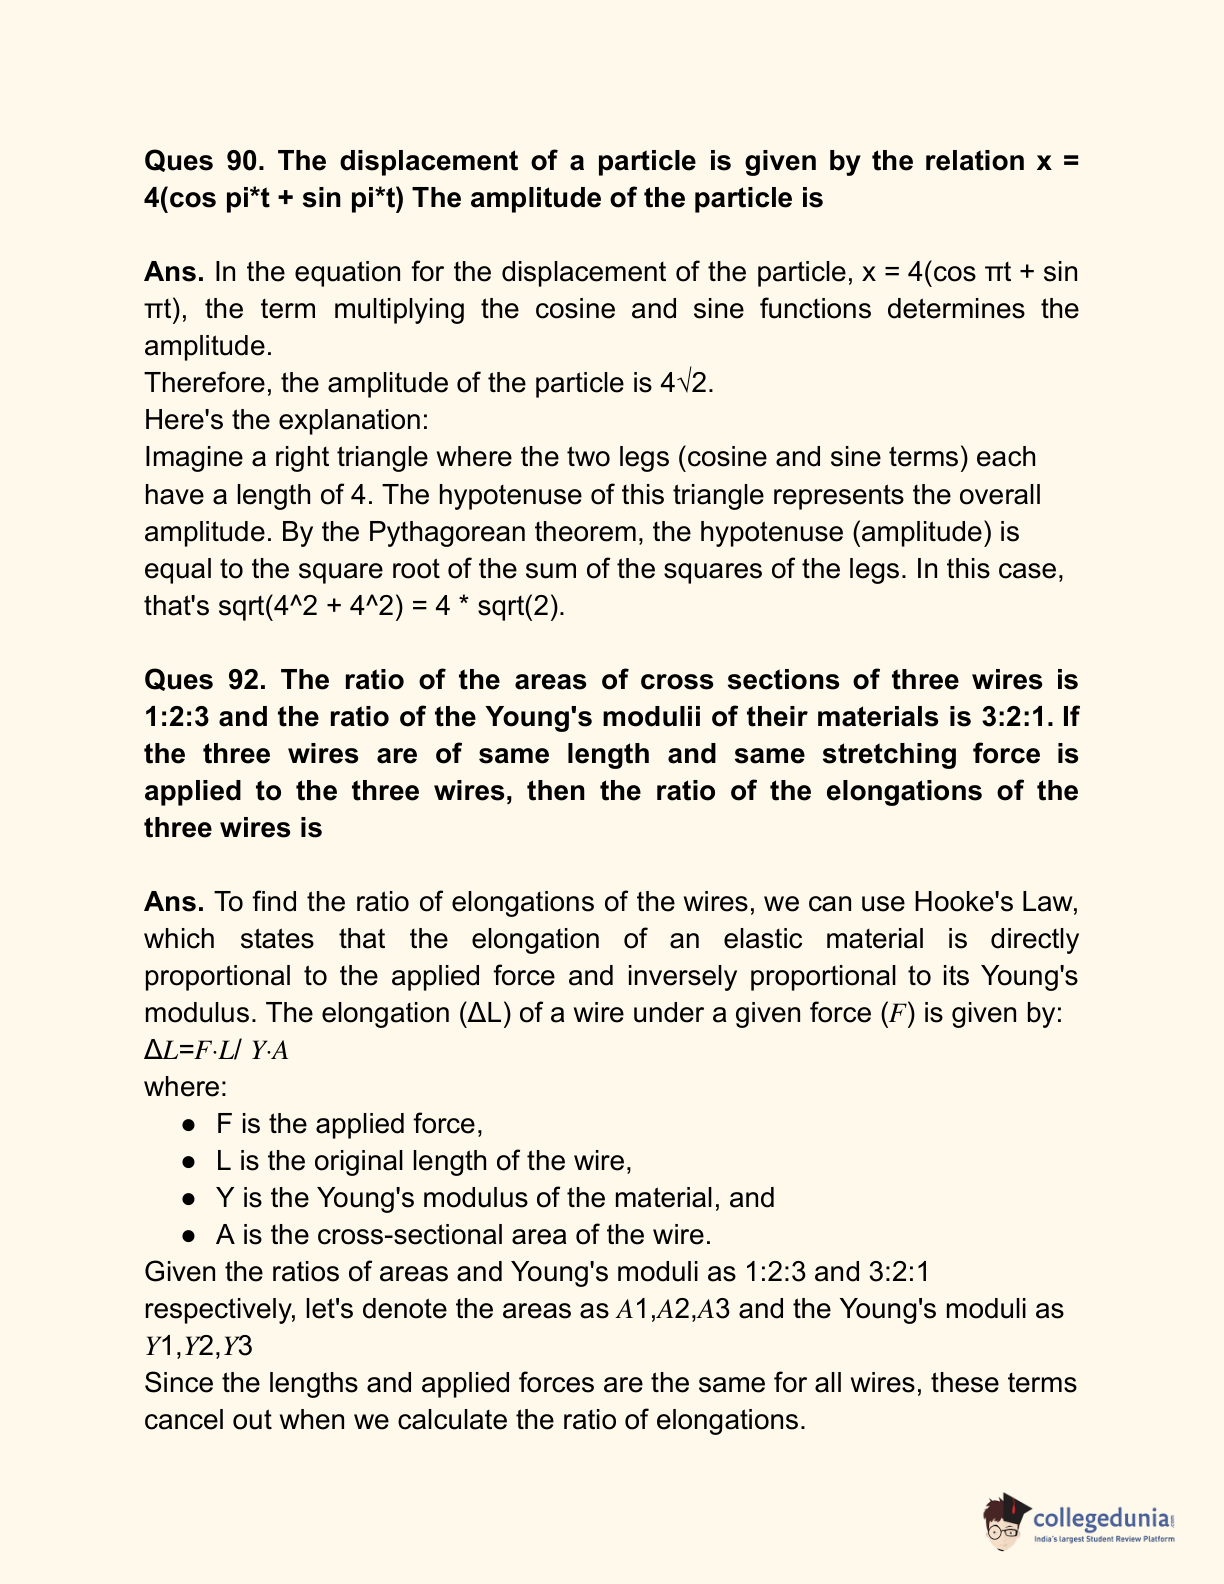 Ques 90. The displacement of a particle is given by the relation x =
4(cos pi*t + sin pi*t) The amplitude of the particle is
Ans. In the equation for the displacement of the particle, x = 4(cos πt + sin
πt), the term multiplying the cosine and sine functions determines the
amplitude.
Therefore, the amplitude of the particle is 4√2.
Here's the explanation:
Imagine a right triangle where the two legs (cosine and sine terms) each
have a length of 4. The hypotenuse of this triangle represents the overall
amplitude. By the Pythagorean theorem, the hypotenuse (amplitude) is
equal to the square root of the sum of the squares of the legs. In this case,
that's sqrt(4^2 + 4^2) = 4 * sqrt(2).
Ques 92. The ratio of the areas of cross sections of three wires is
1:2:3 and the ratio of the Young's modulii of their materials is 3:2:1. If
the three wires are of same length and same stretching force is
applied to the three wires, then the ratio of the elongations of the
three wires is
Ans. To find the ratio of elongations of the wires, we can use Hooke's Law,
which states that the elongation of an elastic material is directly
proportional to the applied force and inversely proportional to its Young's
modulus. The elongation (ΔL) of a wire under a given force (F) is given by:
ΔL=F⋅L/ Y⋅A
where:
● F is the applied force,
● L is the original length of the wire,
● Y is the Young's modulus of the material, and
● A is the cross-sectional area of the wire.
Given the ratios of areas and Young's moduli as 1:2:3 and 3:2:1
respectively, let's denote the areas as A1,A2,A3 and the Young's moduli as
Y1,Y2,Y3
Since the lengths and applied forces are the same for all wires, these terms
cancel out when we calculate the ratio of elongations.
collegedunia.com
India's largest Student Review Platform